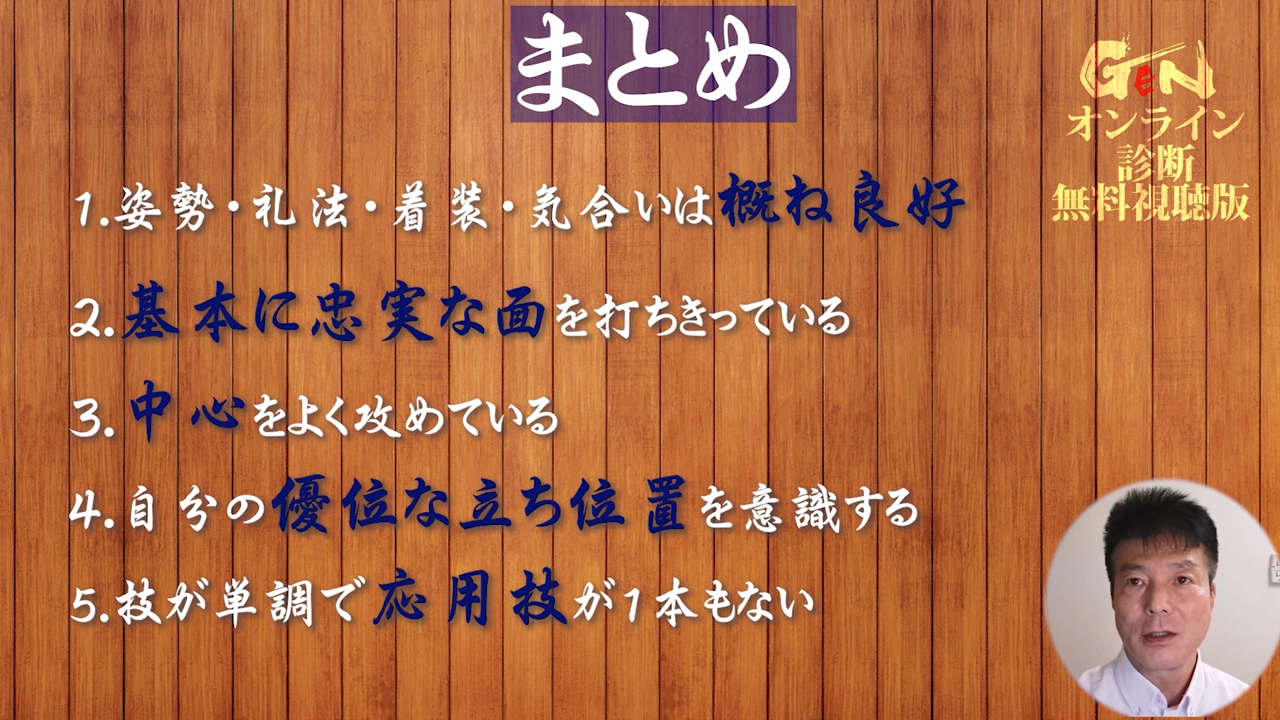 まとめ
GEN
オンライン
診断
無料視聴版
1.姿勢・礼法・着装・気合いは概ね良好
2.基本に忠実な面を打ちきっている
3.中心をよく攻めている
4.自分の優位な立ち位置を意識する
5.技が単調で応用技が1本もない